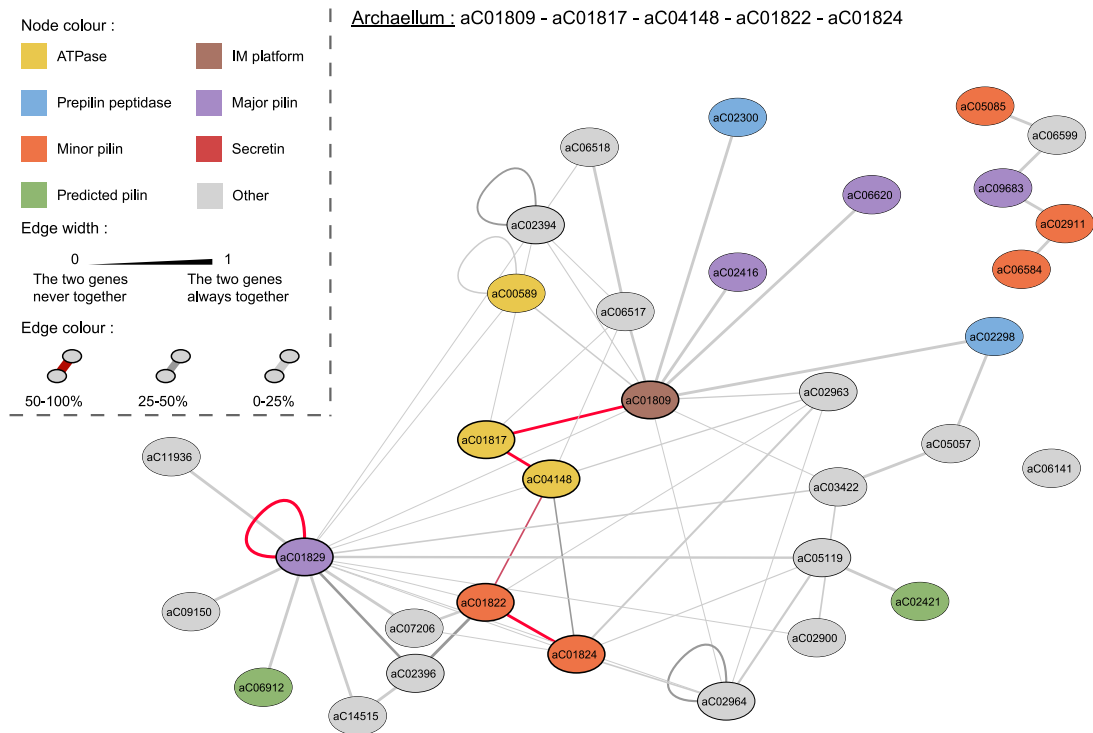 Archaellum : aC01809 - aC01817 - aC04148 - aC01822 - aC01824
Node colour :
ATPase
IM platform
Prepilin peptidase
Major pilin
Minor pilin
Secretin
Predicted pilin
Other
Edge width :
0
1
The two genes
never together
The two genes
always together
Edge colour :
50-100%
25-50%
0-25%
aC05085
aC02300
aC06599
aC06518
aC09683
aC06620
aC02394
aC02911
aC06584
aC02416
aC00589
aC06517
aC02298
aC02963
aC01809
aC01817
aC05057
aC11936
aC06141
aC04148
aC03422
aC01829
aC05119
aC01822
aC02421
aC09150
aC07206
aC02900
aC01824
aC02396
aC06912
aC02964
aC14515